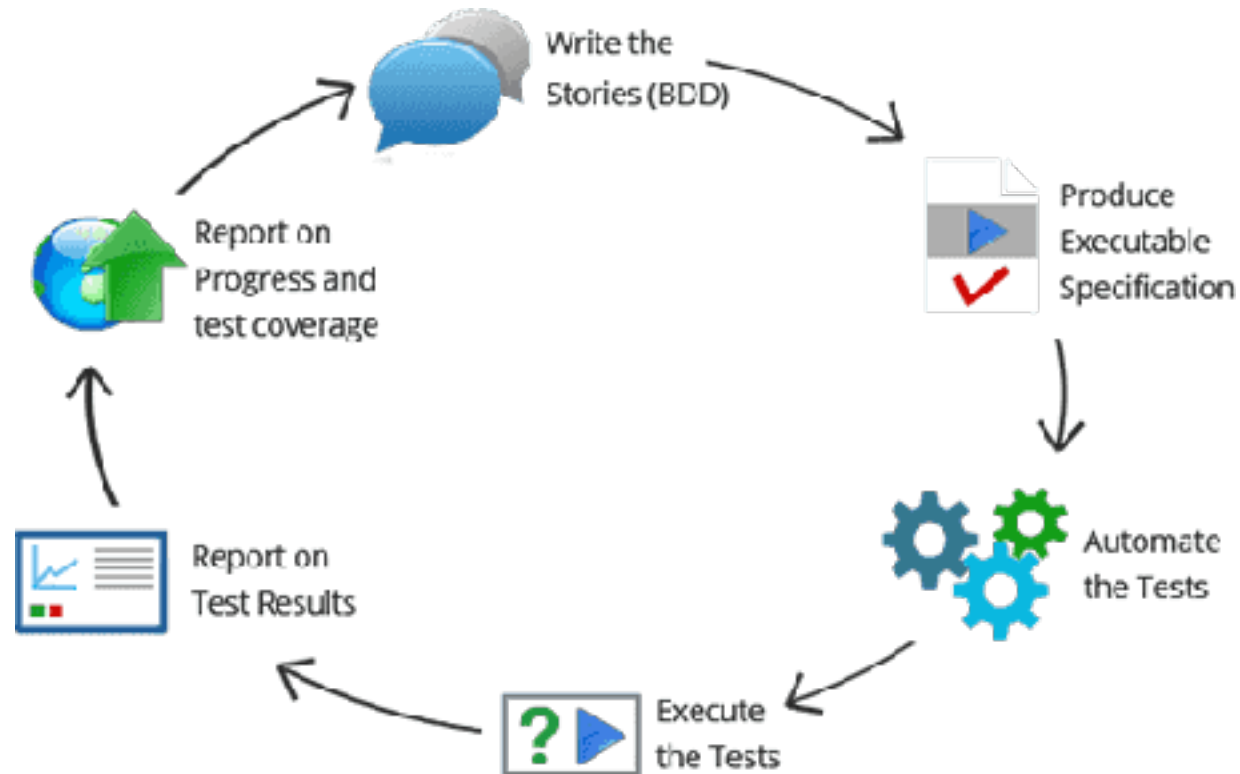 Write the
Stories (BDD)
Produce
Executable
Specification
Automate
the Tests
Execute
the Tests
Report on
Test Results
Report on
Progress and
test coverage